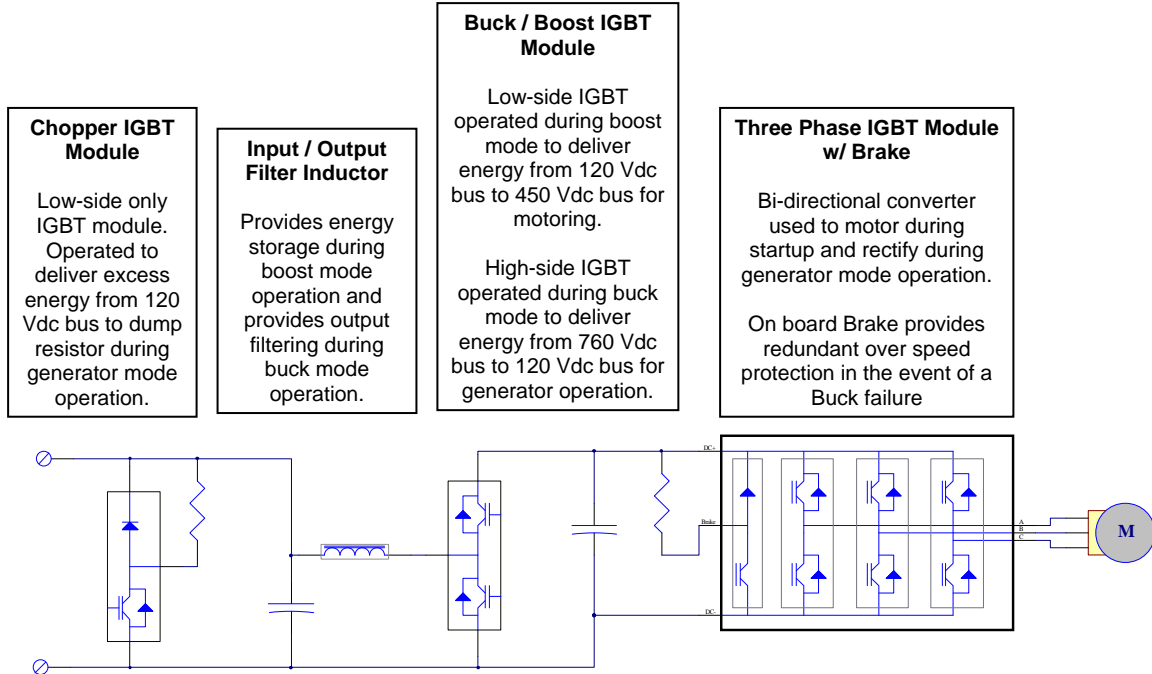 Chopper IGBT
Module
Low-side only
IGBT module.
Operated to
deliver excess
energy from 120
Vdc bus to dump
resistor during
generator mode
operation.
Input / Output
Filter Inductor
Provides energy
storage during
boost mode
operation and
provides output
filtering during
buck mode
operation.
Buck / Boost IGBT
Module
Low-side IGBT
operated during boost
mode to deliver
energy from 120 Vdc
bus to 450 Vdc bus for
motoring.
High-side IGBT
operated during buck
mode to deliver
energy from 760 Vdc
bus to 120 Vdc bus for
generator operation.
Three Phase IGBT Module
w/ Brake
Bi-directional converter
used to motor during
startup and rectify during
generator mode operation.
On board Brake provides
redundant over speed
protection in the event of a
Buck failure
DC+
Brake
DC-
A
B
C
M